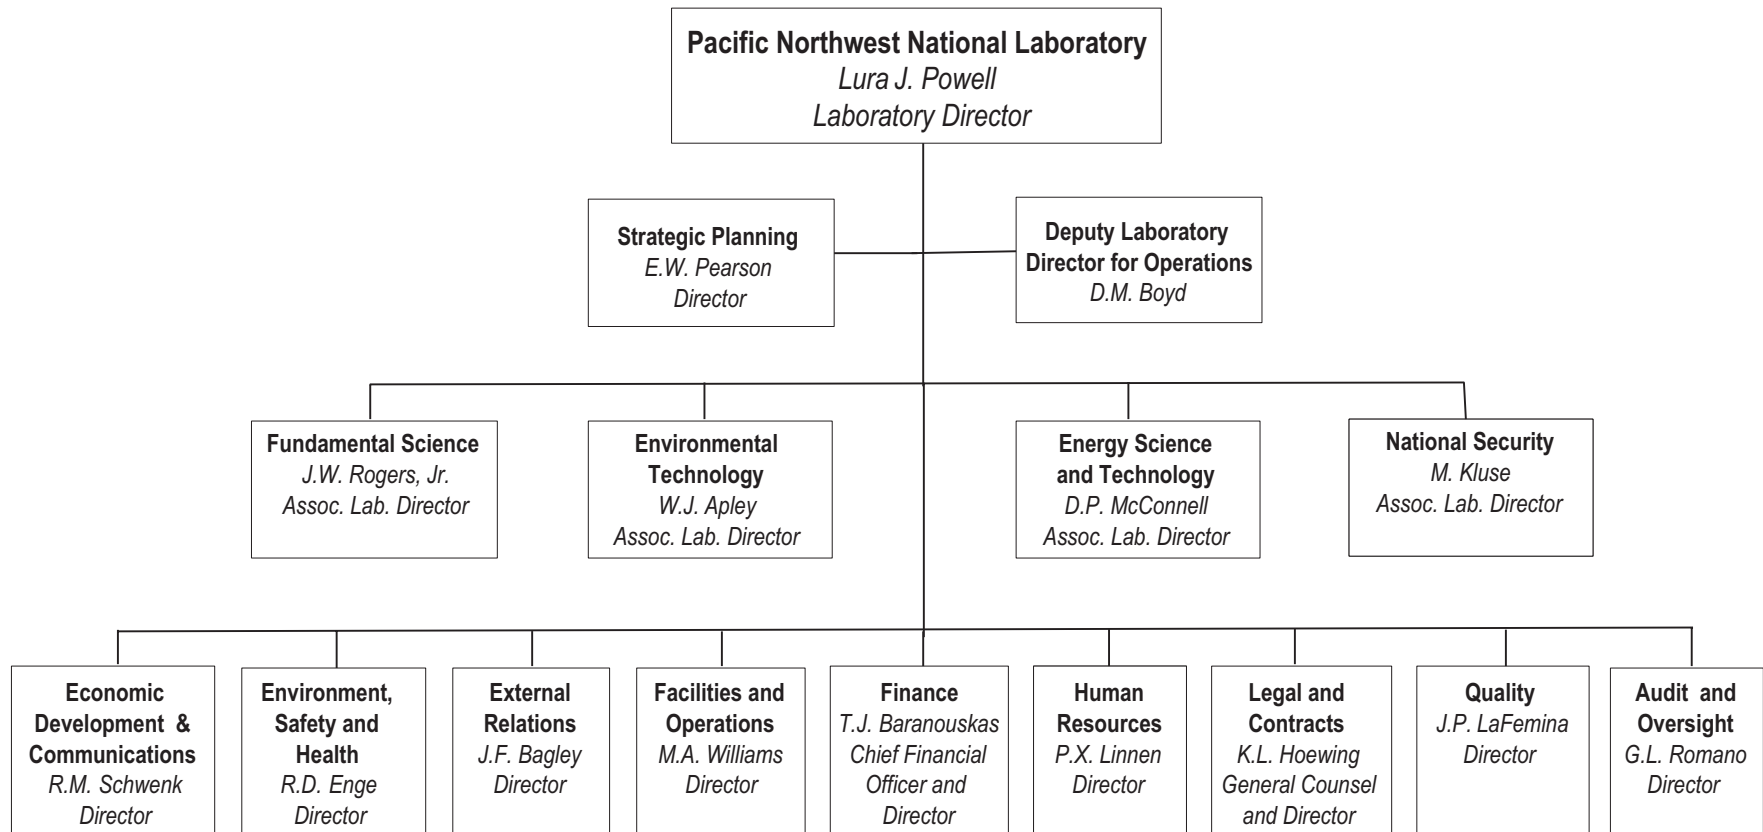 Pacific Northwest National Laboratory
Lura J. Powell
Laboratory Director
Strategic Planning
E.W. Pearson
Director
Deputy Laboratory
Director for Operations
D.M. Boyd
Fundamental Science
J.W. Rogers, Jr.
Assoc. Lab. Director
Environmental
Technology
W.J. Apley
Assoc. Lab. Director
Energy Science
and Technology
D.P. McConnell
Assoc. Lab. Director
National Security
M. Kluse
Assoc. Lab. Director
Economic
Development &
Communications
R.M. Schwenk
Director
Environment,
Safety and
Health
R.D. Enge
Director
External
Relations
J.F. Bagley
Director
Facilities and
Operations
M.A. Williams
Director
Finance
T.J. Baranouskas
Chief Financial
Officer and
Director
Human
Resources
P.X. Linnen
Director
Legal and
Contracts
K.L. Hoewing
General Counsel
and Director
Quality
J.P. LaFemina
Director
Audit and
Oversight
G.L. Romano
Director